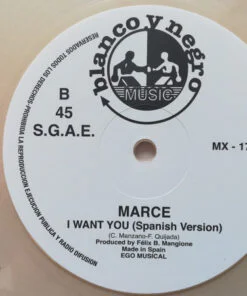 blanco y negro
MUSIC
B
45
S.G.A.E.
MX - 17
RESERVADOS TODOS LOS DERECHOS-PROHIBIDA LA REPRODUCCION EJECUCION PUBLICA Y RADIO DIFUSION
MARCE
I WANT YOU (Spanish Version)
(C. Manzano-F. Quijada)
Produced by Félix B. Mangione
Made in Spain
EGO MUSICAL